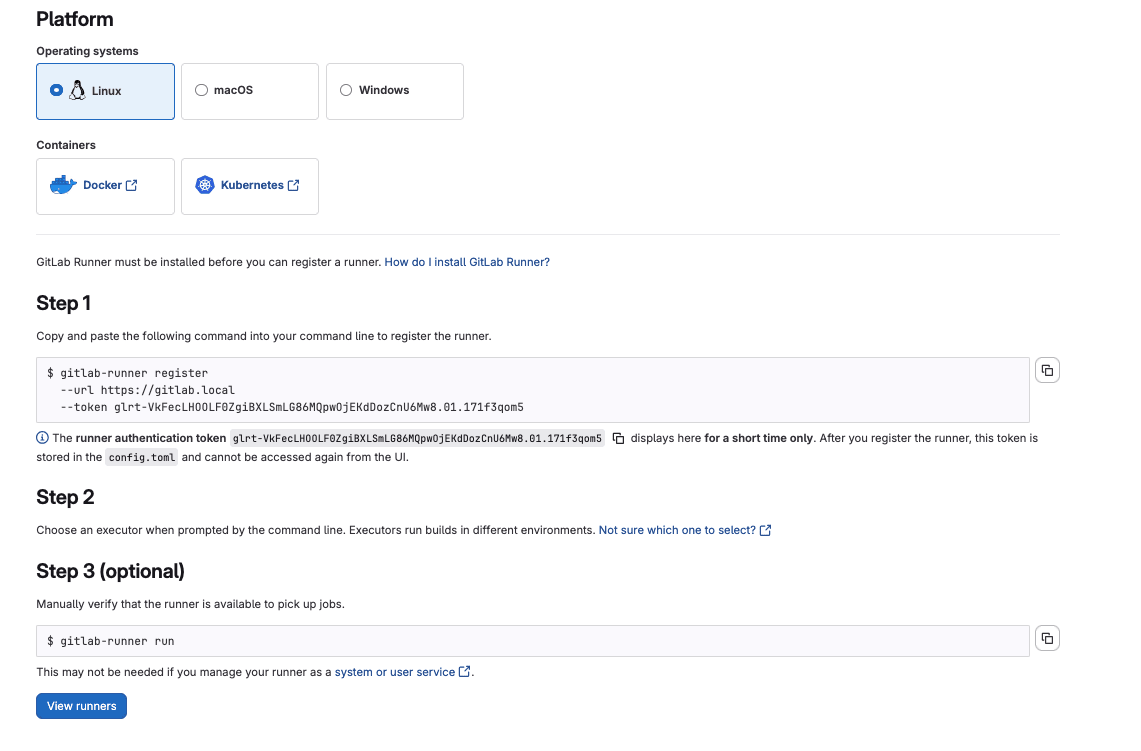 Platform
Operating systems
Linux
macOS
Windows
Containers
Docker
Kubernetes
GitLab Runner must be installed before you can register a runner. How do I install GitLab Runner?
Step 1
Copy and paste the following command into your command line to register the runner.
$ gitlab-runner register
--url https://gitlab.local
--token glrt-VkFecLHOOLF0ZgiBXLSmLG86MQpwOjEKdDozCnU6Mw8.01.171f3qom5
The runner authentication token glrt-VkFecLHOOLF0ZgiBXLSmLG86MQpwOjEKdDozCnU6Mw8.01.171f3qom5 displays here for a short time only. After you register the runner, this token is
stored in the config.toml and cannot be accessed again from the UI.
Step 2
Choose an executor when prompted by the command line. Executors run builds in different environments. Not sure which one to select?
Step 3 (optional)
Manually verify that the runner is available to pick up jobs.
$ gitlab-runner run
This may not be needed if you manage your runner as a system or user service.
View runners